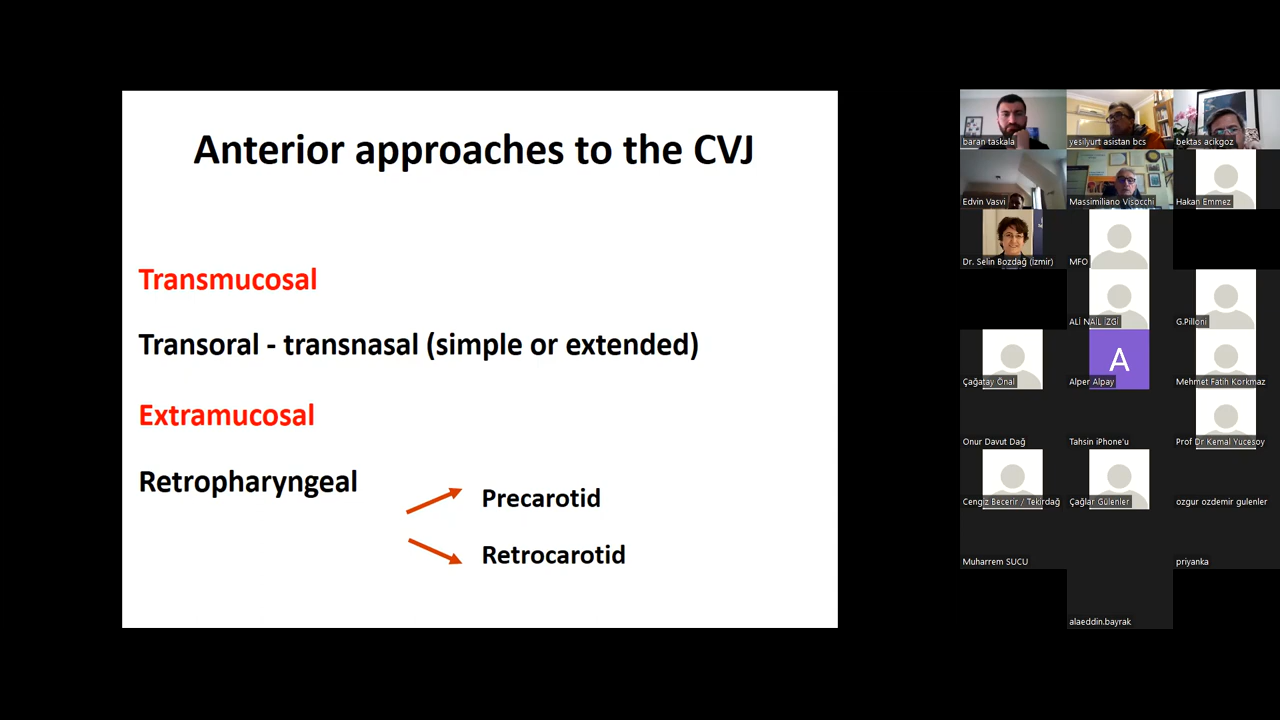 Anterior approaches to the CVJ
Transmucosal
Transoral - transnasal (simple or extended)
Extramucosal
Retropharyngeal
Precarotid
Retrocarotid
baran taskala
yesilyurt asistan bcs
bektas acikgoz
Edvin Vasvi
Massimiliano Visocchi
Hakan Emmez
Dr. Selin Bozdağ (İzmir)
MFO
ALİ NAİL İZGİ
G.Pilloni
Çağatay Önal
A
Alper Alpay
Mehmet Fatih Korkmaz
Onur Davut Dağ
Tahsin iPhone'u
Prof Dr Kemal Yucesoy
Cengiz Becerir / Tekirdağ
Çağlar Gülenler
ozgur ozdemir gulenler
Muharrem SUCU
priyanka
alaeddin.bayrak